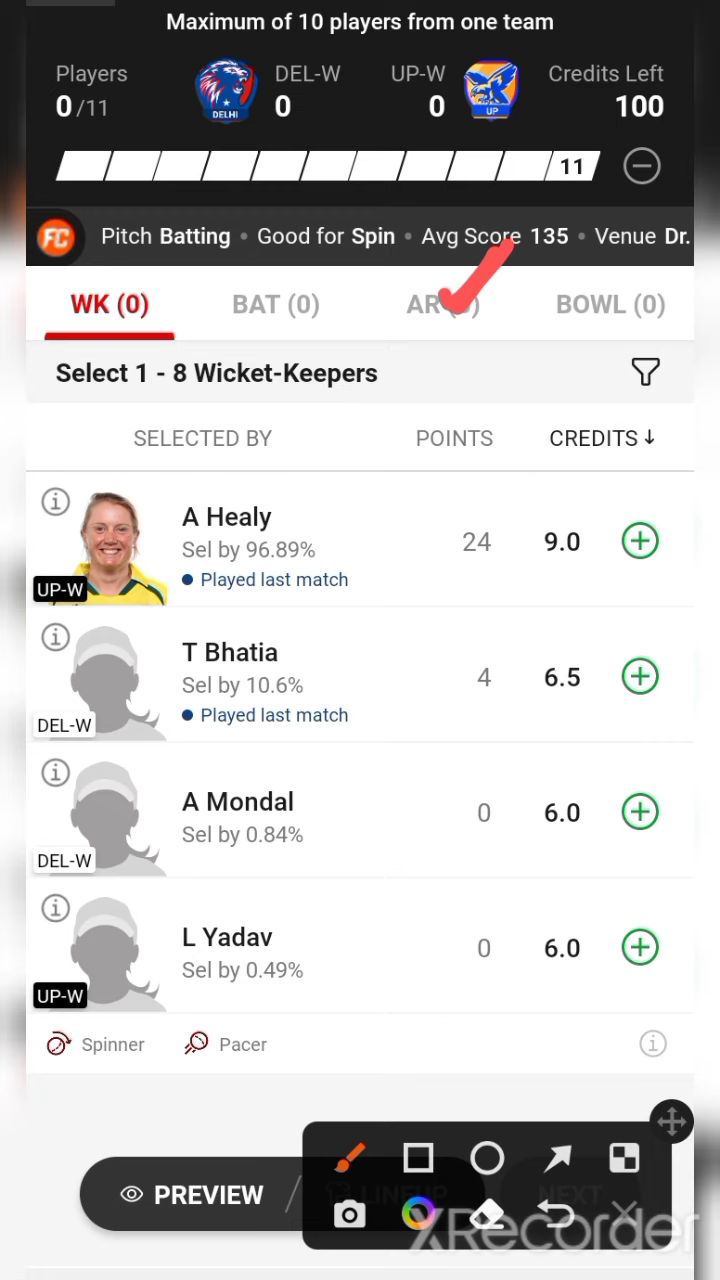 Maximum of 10 players from one team
Players DEL-W UP-W Credits Left
0/11 DELHI 0 0 UP 100
11
FC Pitch Batting • Good for Spin • Avg Score 135 • Venue Dr.
WK (0) BAT (0) AR BOWL (0)
Select 1 - 8 Wicket-Keepers
SELECTED BY POINTS CREDITS ↓
A Healy
Sel by 96.89% 24 9.0
• Played last match
UP-W
T Bhatia
Sel by 10.6% 4 6.5
• Played last match
DEL-W
A Mondal
Sel by 0.84% 0 6.0
DEL-W
L Yadav
Sel by 0.49% 0 6.0
UP-W
Spinner Pacer
PREVIEW / LINEUP NEXT
XRecorder